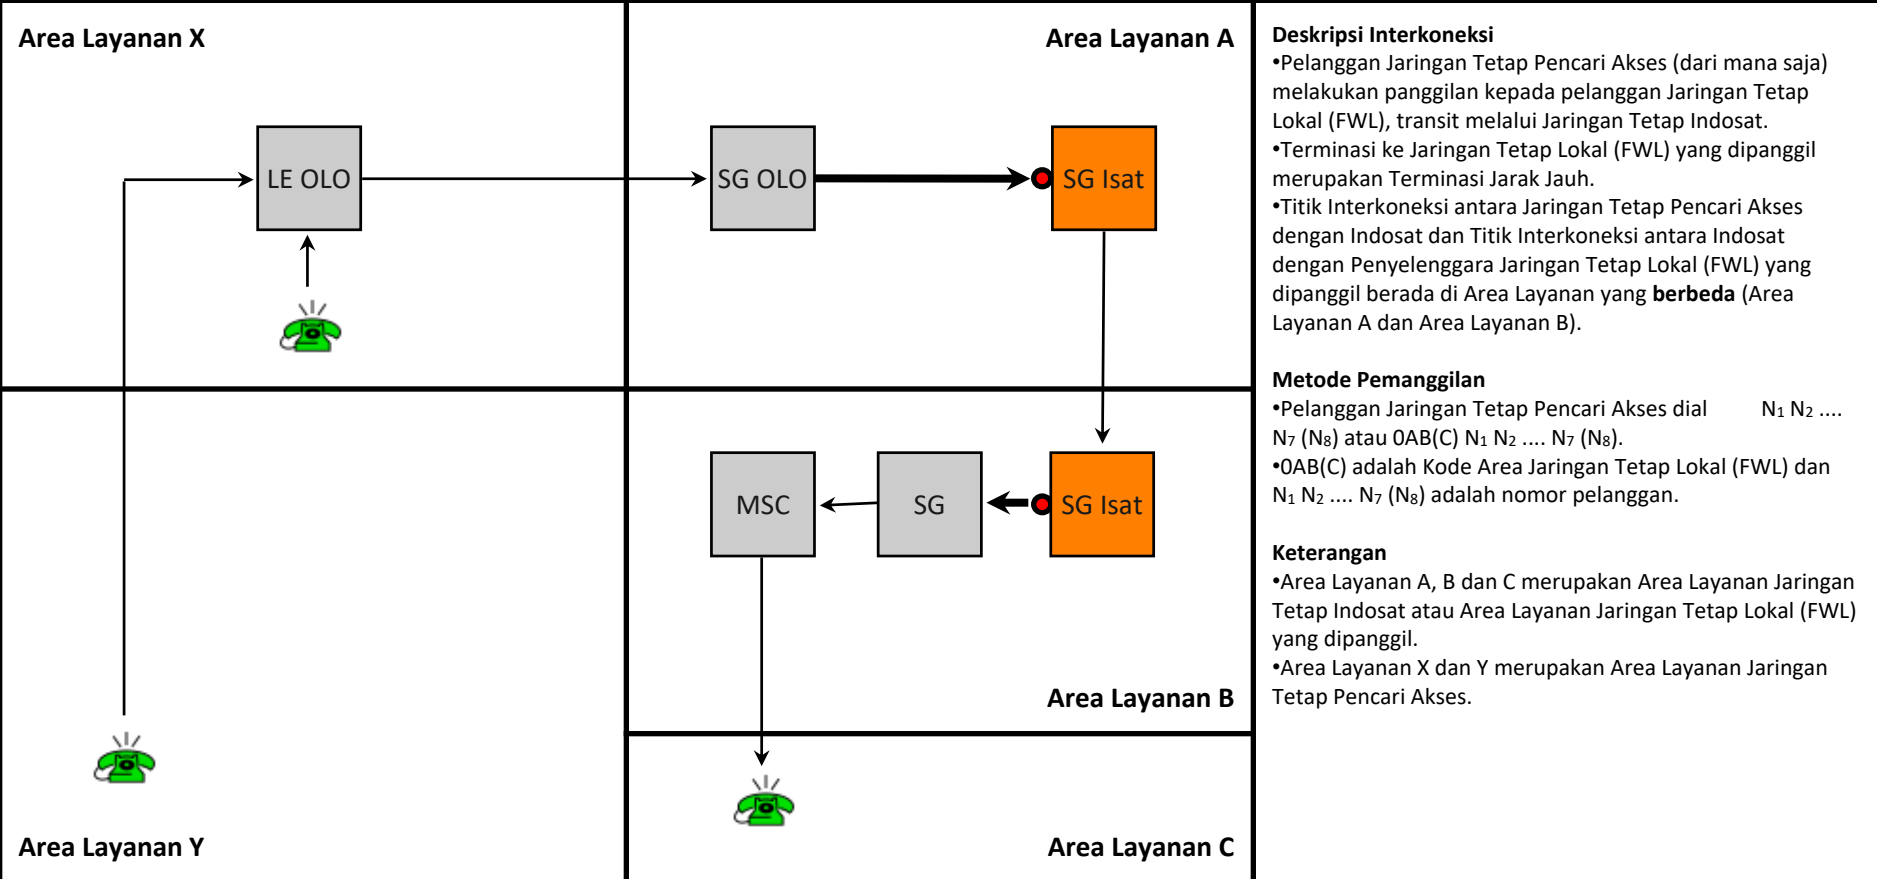 Area Layanan X
LE OLO
Area Layanan A
SG OLO
SG Isat
MSC
SG
SG Isat
Area Layanan B
Area Layanan Y
Area Layanan C
Deskripsi Interkoneksi
•Pelanggan Jaringan Tetap Pencari Akses (dari mana saja)
melakukan panggilan kepada pelanggan Jaringan Tetap
Lokal (FWL), transit melalui Jaringan Tetap Indosat.
•Terminasi ke Jaringan Tetap Lokal (FWL) yang dipanggil
merupakan Terminasi Jarak Jauh.
•Titik Interkoneksi antara Jaringan Tetap Pencari Akses
dengan Indosat dan Titik Interkoneksi antara Indosat
dengan Penyelenggara Jaringan Tetap Lokal (FWL) yang
dipanggil berada di Area Layanan yang berbeda (Area
Layanan A dan Area Layanan B).
Metode Pemanggilan
•Pelanggan Jaringan Tetap Pencari Akses dial N₁ N₂ ....
N₇ (N₈) atau 0AB(C) N₁ N₂ .... N₇ (N₈).
•0AB(C) adalah Kode Area Jaringan Tetap Lokal (FWL) dan
N₁ N₂ .... N₇ (N₈) adalah nomor pelanggan.
Keterangan
•Area Layanan A, B dan C merupakan Area Layanan Jaringan
Tetap Indosat atau Area Layanan Jaringan Tetap Lokal (FWL)
yang dipanggil.
•Area Layanan X dan Y merupakan Area Layanan Jaringan
Tetap Pencari Akses.